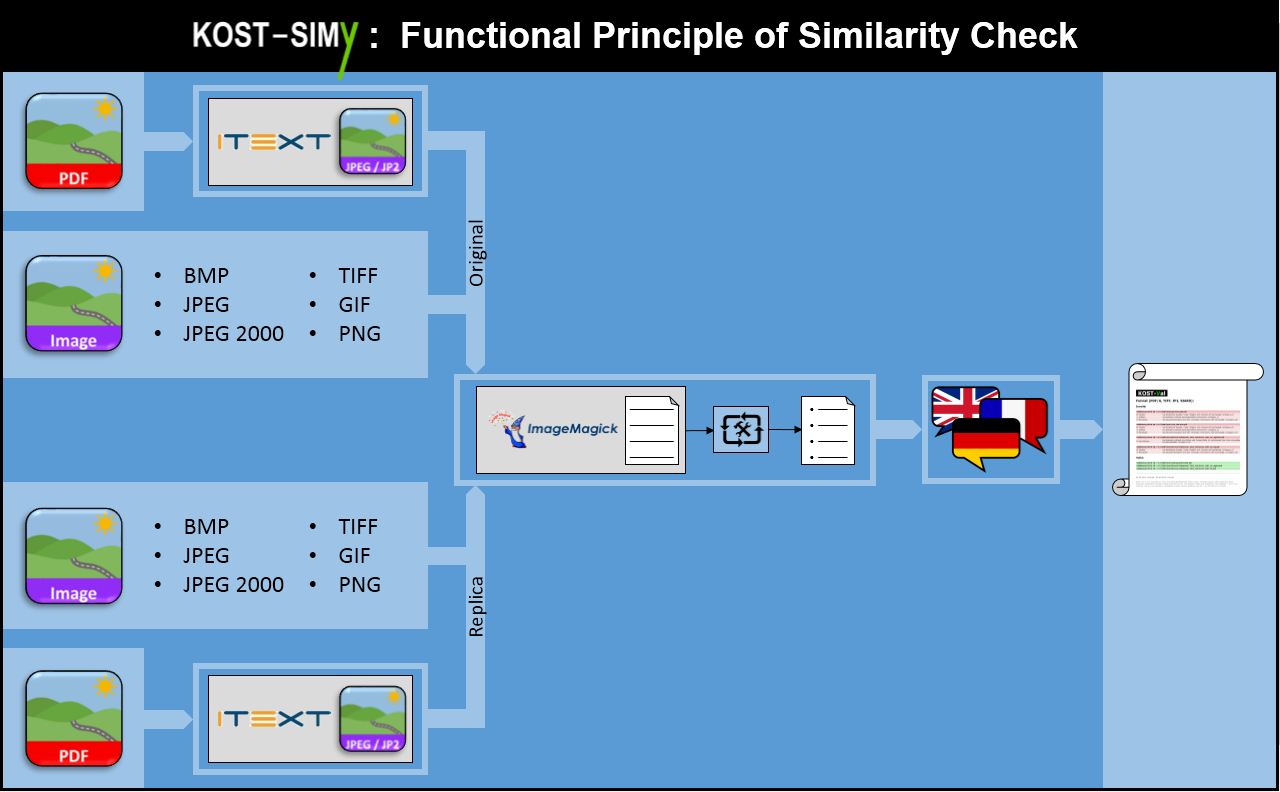 KOST-SIMy : Functional Principle of Similarity Check
PDF
ITEXT
JPEG / JP2
Original
Image
• BMP
• JPEG
• JPEG 2000
• TIFF
• GIF
• PNG
ImageMagick
KOST-Val
Image
• BMP
• JPEG
• JPEG 2000
• TIFF
• GIF
• PNG
Replica
PDF
ITEXT
JPEG / JP2